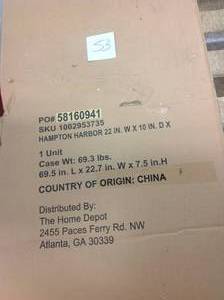 53
PO# 58160941
SKU 1002953735
HAMPTON HARBOR 22 IN. W X 10 IN. D X
1 Unit
Case Wt: 69.3 lbs.
69.5 in. L x 22.7 in. W x 7.5 in.H
COUNTRY OF ORIGIN: CHINA
Distributed By:
The Home Depot
2455 Paces Ferry Rd. NW
Atlanta, GA 30339